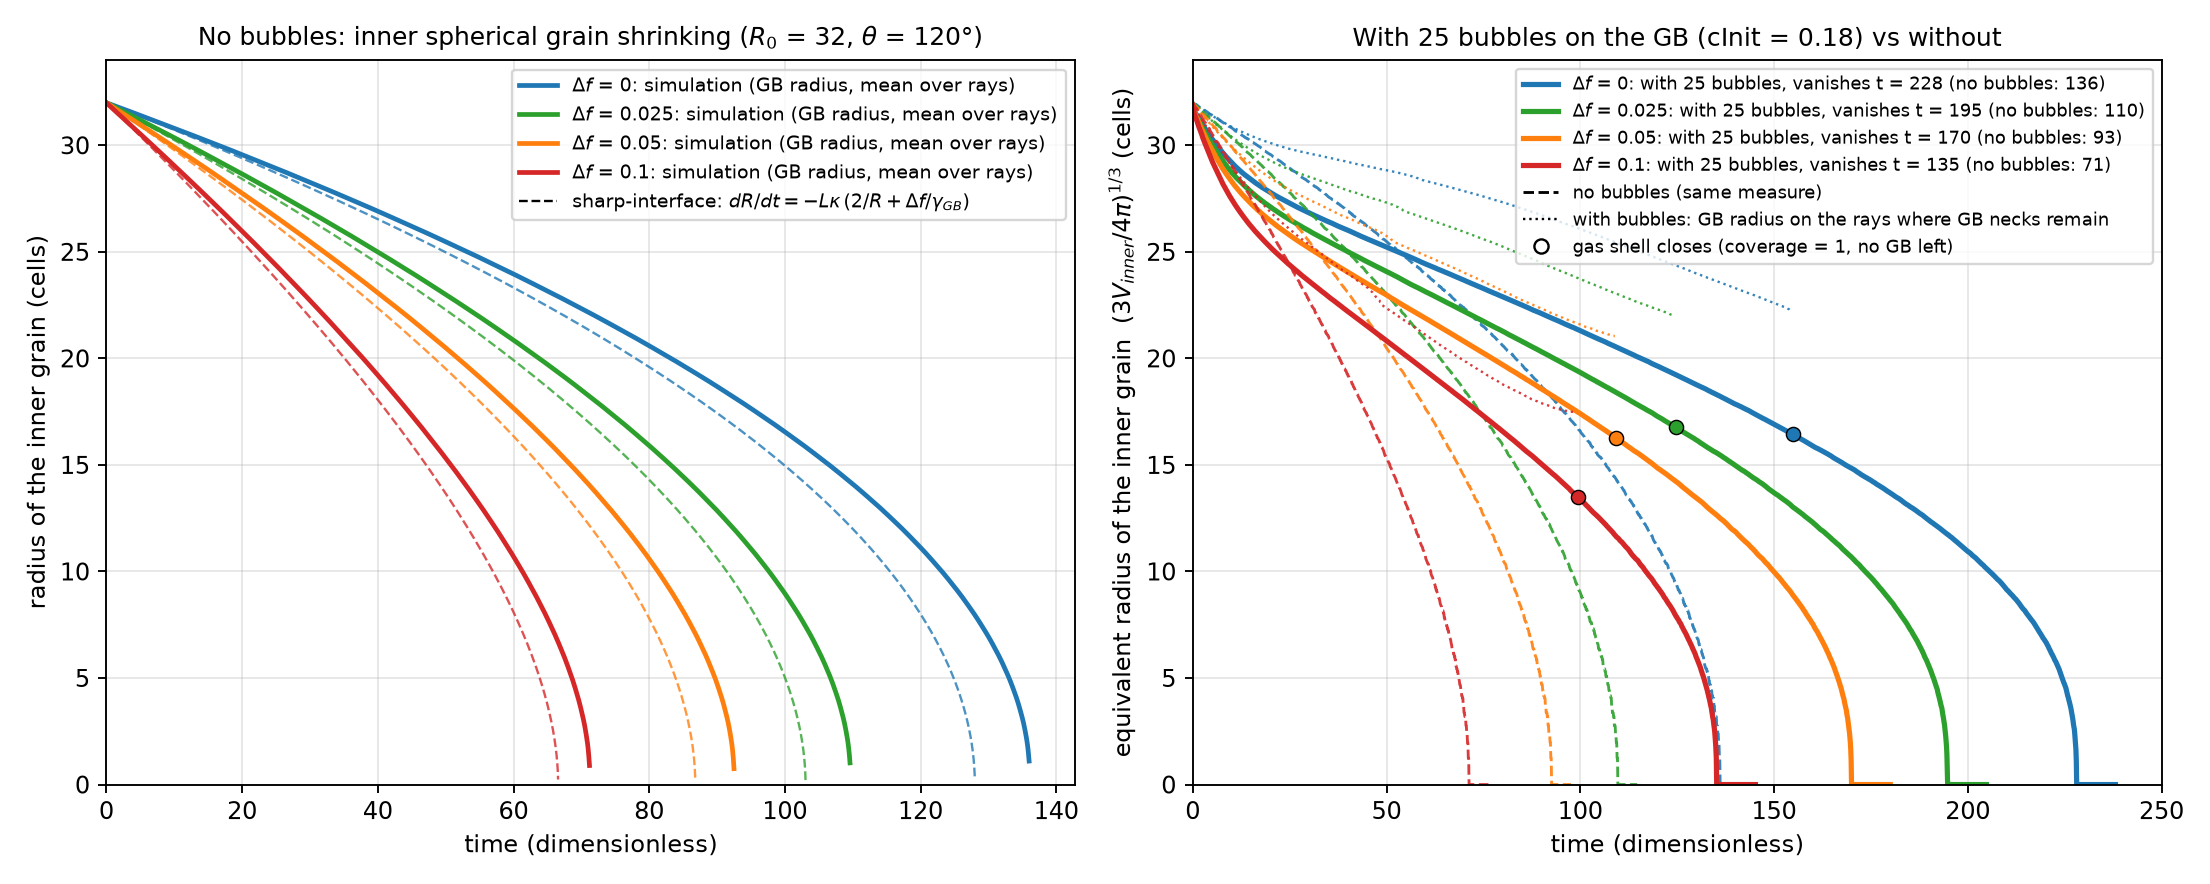 No bubbles: inner spherical grain shrinking (R₀ = 32, θ = 120°)
Δf = 0: simulation (GB radius, mean over rays)
Δf = 0.025: simulation (GB radius, mean over rays)
Δf = 0.05: simulation (GB radius, mean over rays)
Δf = 0.1: simulation (GB radius, mean over rays)
sharp-interface: dR/dt = −Lκ (2/R + Δf/γ_GB)
radius of the inner grain (cells)
30
25
20
15
10
5
0
0 20 40 60 80 100 120 140
time (dimensionless)
With 25 bubbles on the GB (cInit = 0.18) vs without
Δf = 0: with 25 bubbles, vanishes t = 228 (no bubbles: 136)
Δf = 0.025: with 25 bubbles, vanishes t = 195 (no bubbles: 110)
Δf = 0.05: with 25 bubbles, vanishes t = 170 (no bubbles: 93)
Δf = 0.1: with 25 bubbles, vanishes t = 135 (no bubbles: 71)
no bubbles (same measure)
with bubbles: GB radius on the rays where GB necks remain
gas shell closes (coverage = 1, no GB left)
equivalent radius of the inner grain (3V_inner/4π)^1/3 (cells)
30
25
20
15
10
5
0
0 50 100 150 200 250
time (dimensionless)